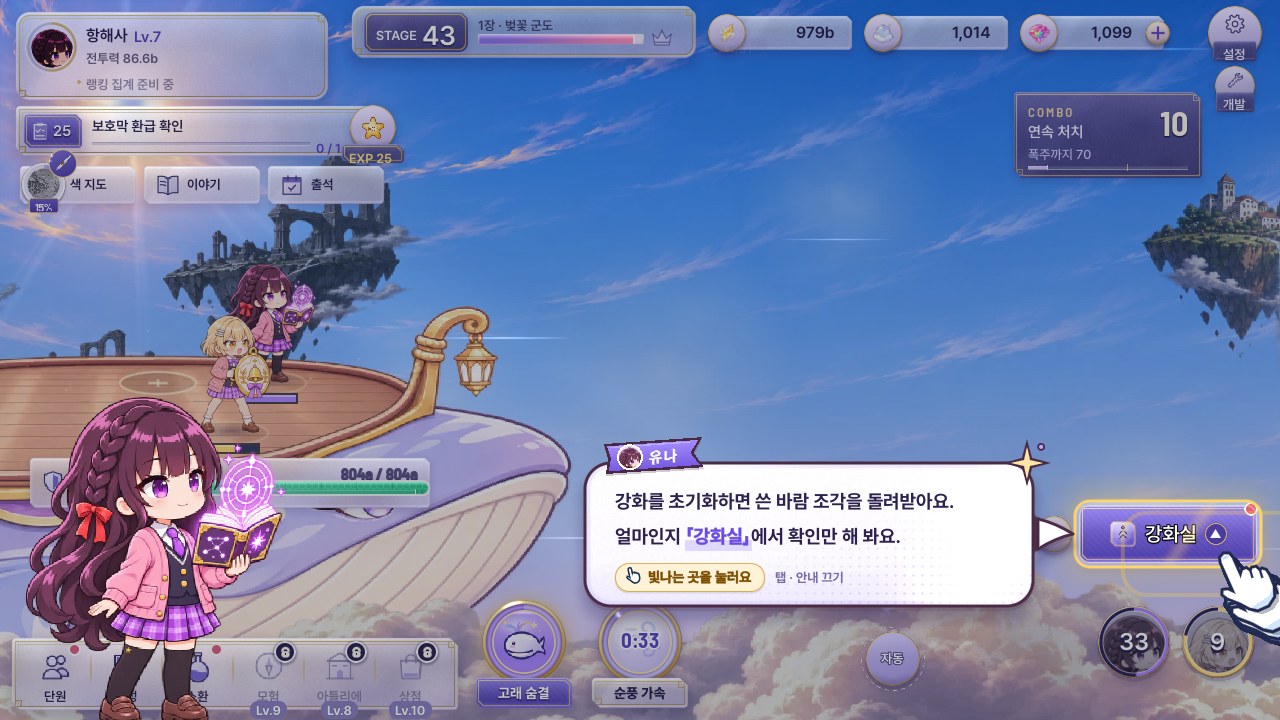 항해사 Lv.7
전투력 86.6b
랭킹 집계 준비 중
STAGE 43
1장 · 벚꽃 군도
979b
1,014
1,099
설정
개발
25
보호막 환급 확인
0 / 1
EXP 25
색 지도
15%
이야기
출석
COMBO
연속 처치
10
폭주까지 70
804a / 804a
유나
강화를 초기화하면 쓴 바람 조각을 돌려받아요.
얼마인지 「강화실」에서 확인만 해 봐요.
빛나는 곳을 눌러요
탭 · 안내 끄기
강화실
0:33
자동
33
9
고래 숨결
순풍 가속
단원
모험
Lv.9
아틀리에
Lv.8
상점
Lv.10